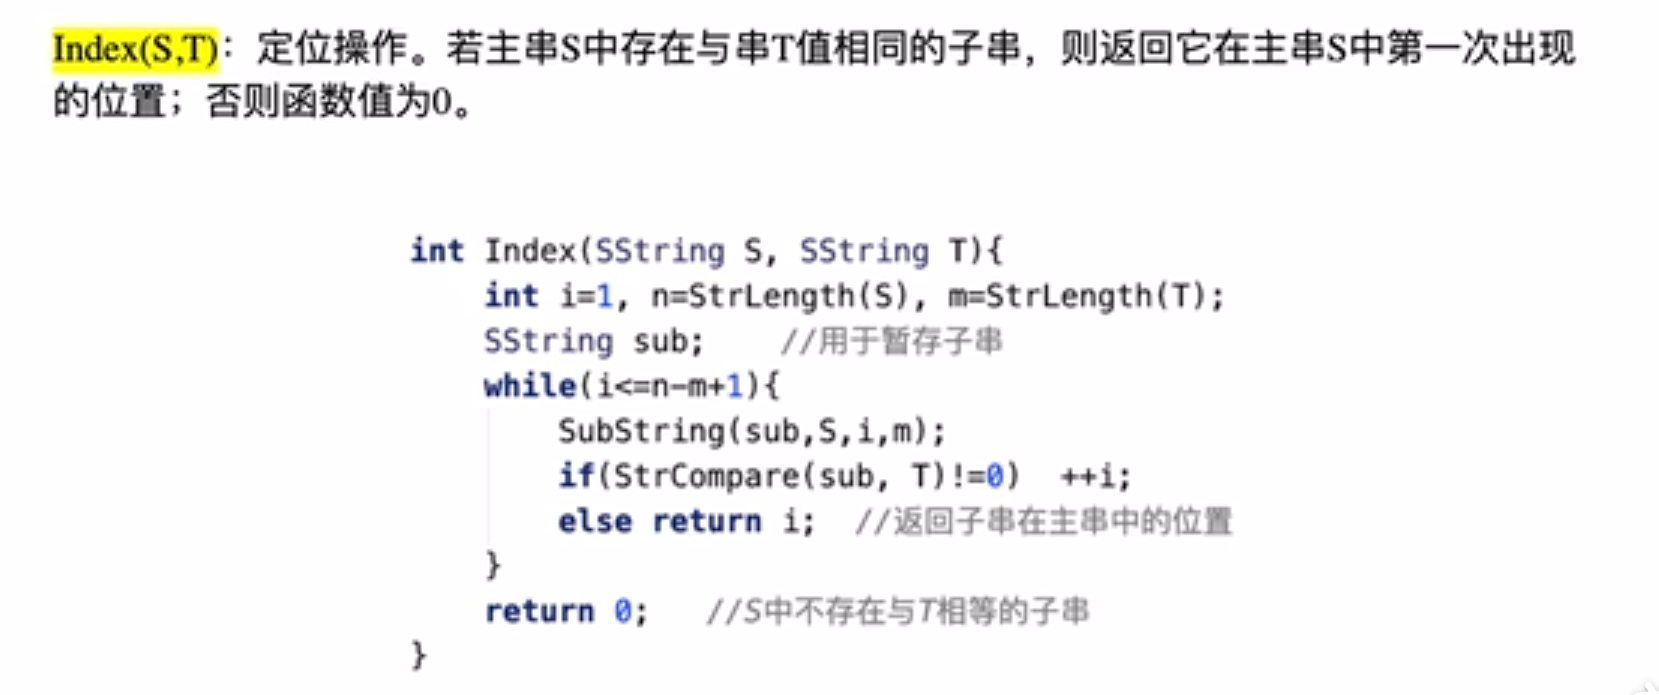 Index(S,T)：定位操作。若主串S中存在与串T值相同的子串，则返回它在主串S中第一次出现
的位置；否则函数值为0。
int Index(SString S, SString T){
    int i=1, n=StrLength(S), m=StrLength(T);
    SString sub;    //用于暂存子串
    while(i<=n-m+1){
        SubString(sub,S,i,m);
        if(StrCompare(sub, T)!=0)  ++i;
        else return i;  //返回子串在主串中的位置
    }
    return 0;   //S中不存在与T相等的子串
}